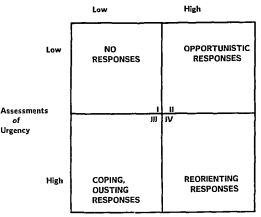 Low High
Low
NO
RESPONSES
OPPORTUNISTIC
RESPONSES
I II
Assessments
of
Urgency
III IV
High
COPING,
OUSTING
RESPONSES
REORIENTING
RESPONSES